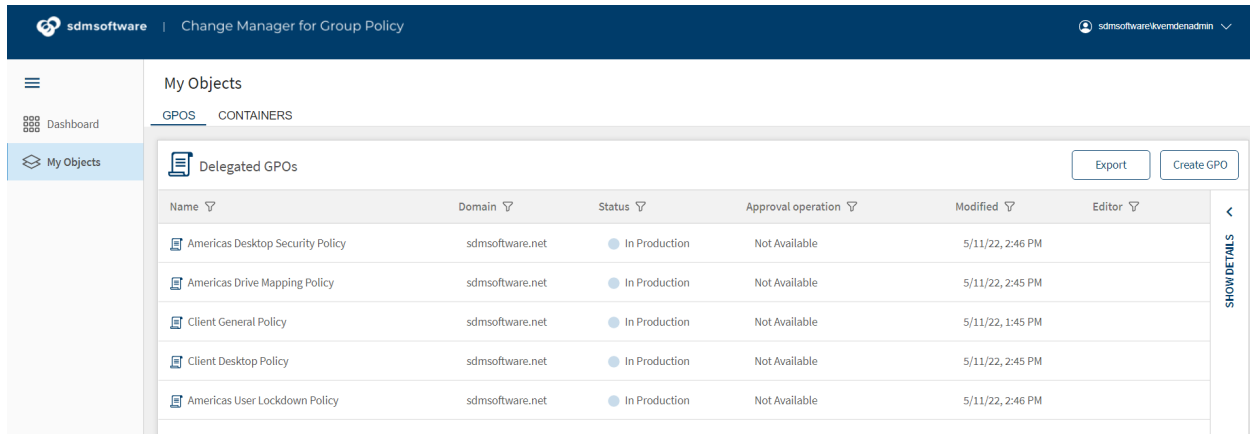 sdmsoftware | Change Manager for Group Policy sdmsoftware\kvemdenadmin
My Objects
GPOS CONTAINERS
Dashboard
My Objects
Delegated GPOs Export Create GPO
Name Domain Status Approval operation Modified Editor
Americas Desktop Security Policy sdmsoftware.net In Production Not Available 5/11/22, 2:46 PM
Americas Drive Mapping Policy sdmsoftware.net In Production Not Available 5/11/22, 2:45 PM
Client General Policy sdmsoftware.net In Production Not Available 5/11/22, 1:45 PM
Client Desktop Policy sdmsoftware.net In Production Not Available 5/11/22, 2:45 PM
Americas User Lockdown Policy sdmsoftware.net In Production Not Available 5/11/22, 2:46 PM
SHOW DETAILS